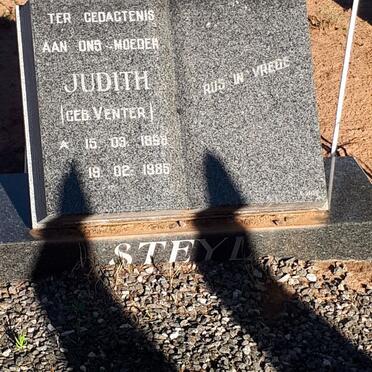 TER GEDAGTENIS
AAN ONS MOEDER
JUDITH
(GEB. VENTER)
15. 03. 1898
19. 02. 1985
RUS IN VREDE
STEYL